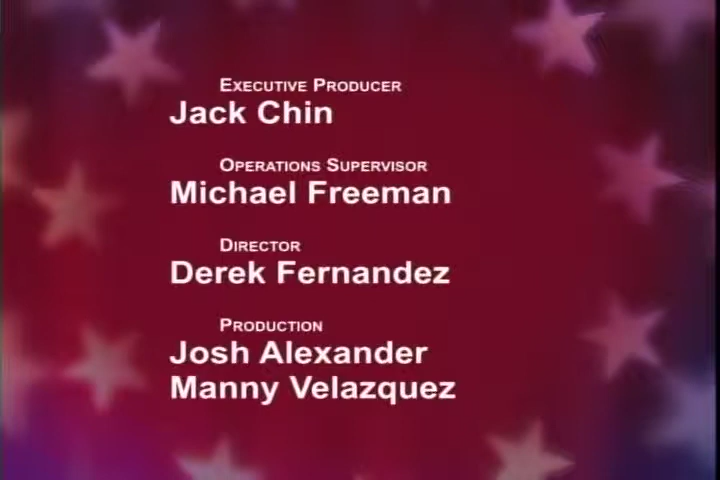 Executive Producer
Jack Chin
Operations Supervisor
Michael Freeman
Director
Derek Fernandez
Production
Josh Alexander
Manny Velazquez